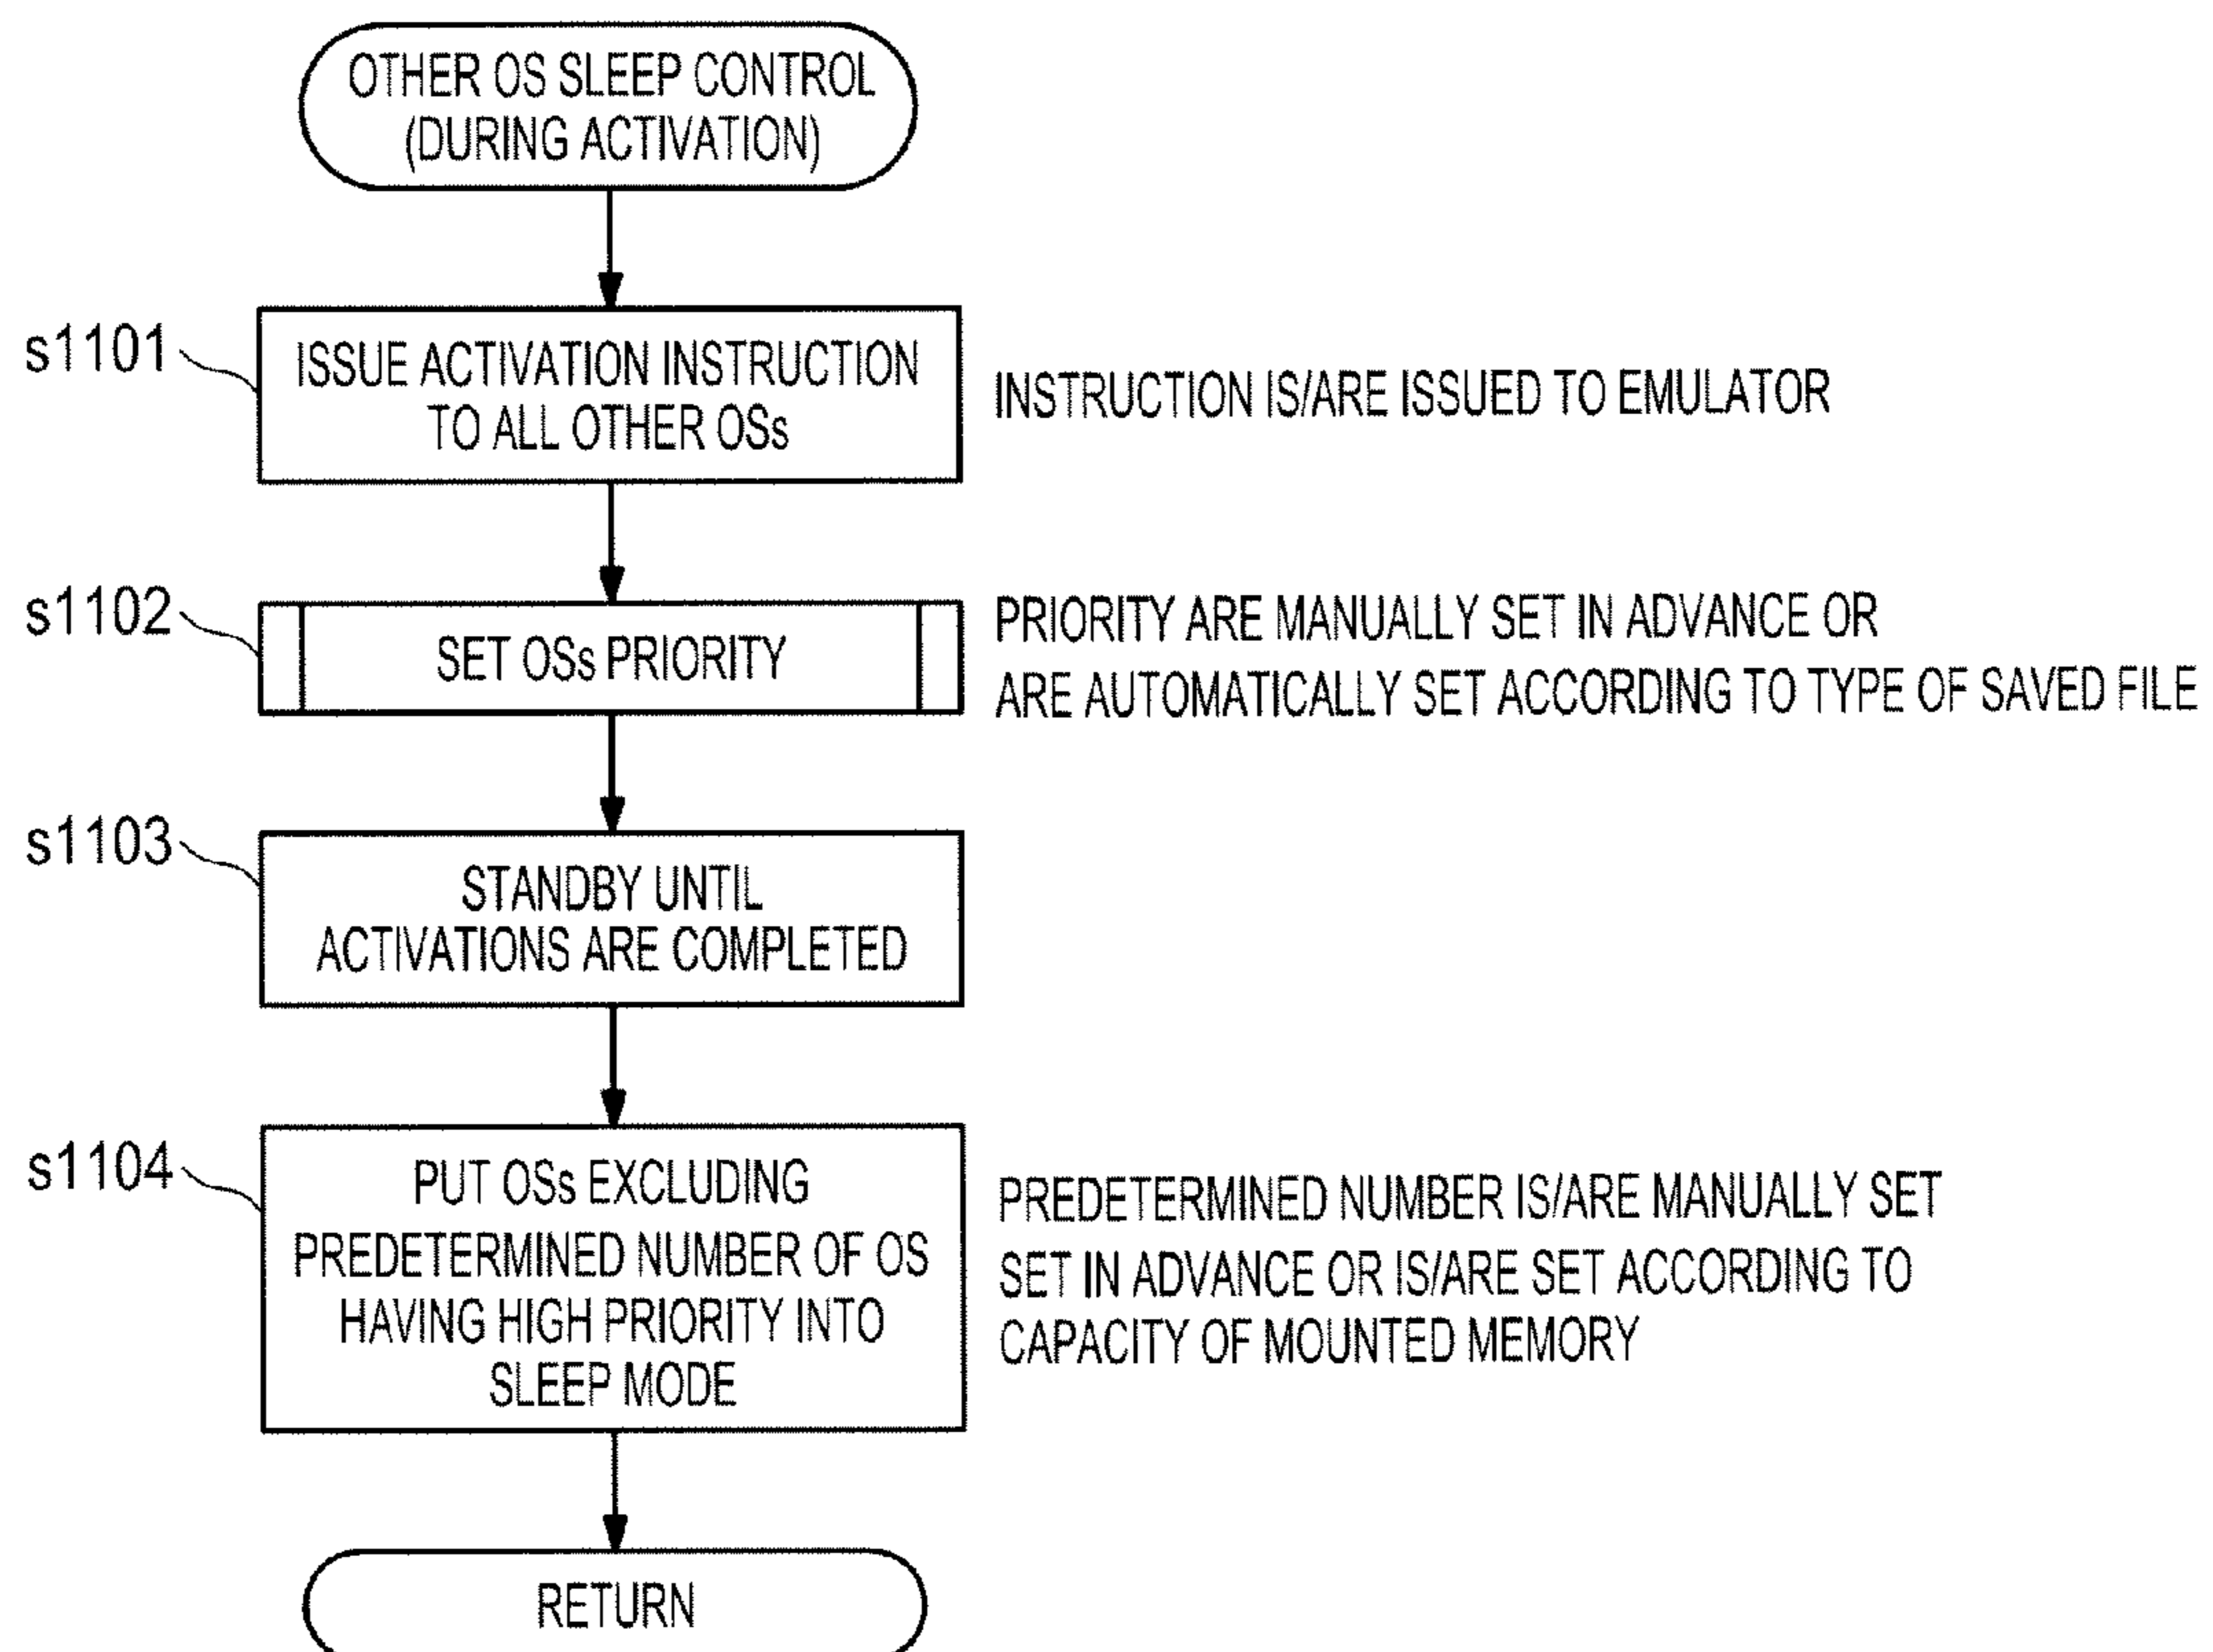 OTHER OS SLEEP CONTROL
(DURING ACTIVATION)
s1101
ISSUE ACTIVATION INSTRUCTION
TO ALL OTHER OSs
INSTRUCTION IS/ARE ISSUED TO EMULATOR
s1102
SET OSs PRIORITY
PRIORITY ARE MANUALLY SET IN ADVANCE OR
ARE AUTOMATICALLY SET ACCORDING TO TYPE OF SAVED FILE
s1103
STANDBY UNTIL
ACTIVATIONS ARE COMPLETED
s1104
PUT OSs EXCLUDING
PREDETERMINED NUMBER OF OS
HAVING HIGH PRIORITY INTO
SLEEP MODE
PREDETERMINED NUMBER IS/ARE MANUALLY SET
SET IN ADVANCE OR IS/ARE SET ACCORDING TO
CAPACITY OF MOUNTED MEMORY
RETURN